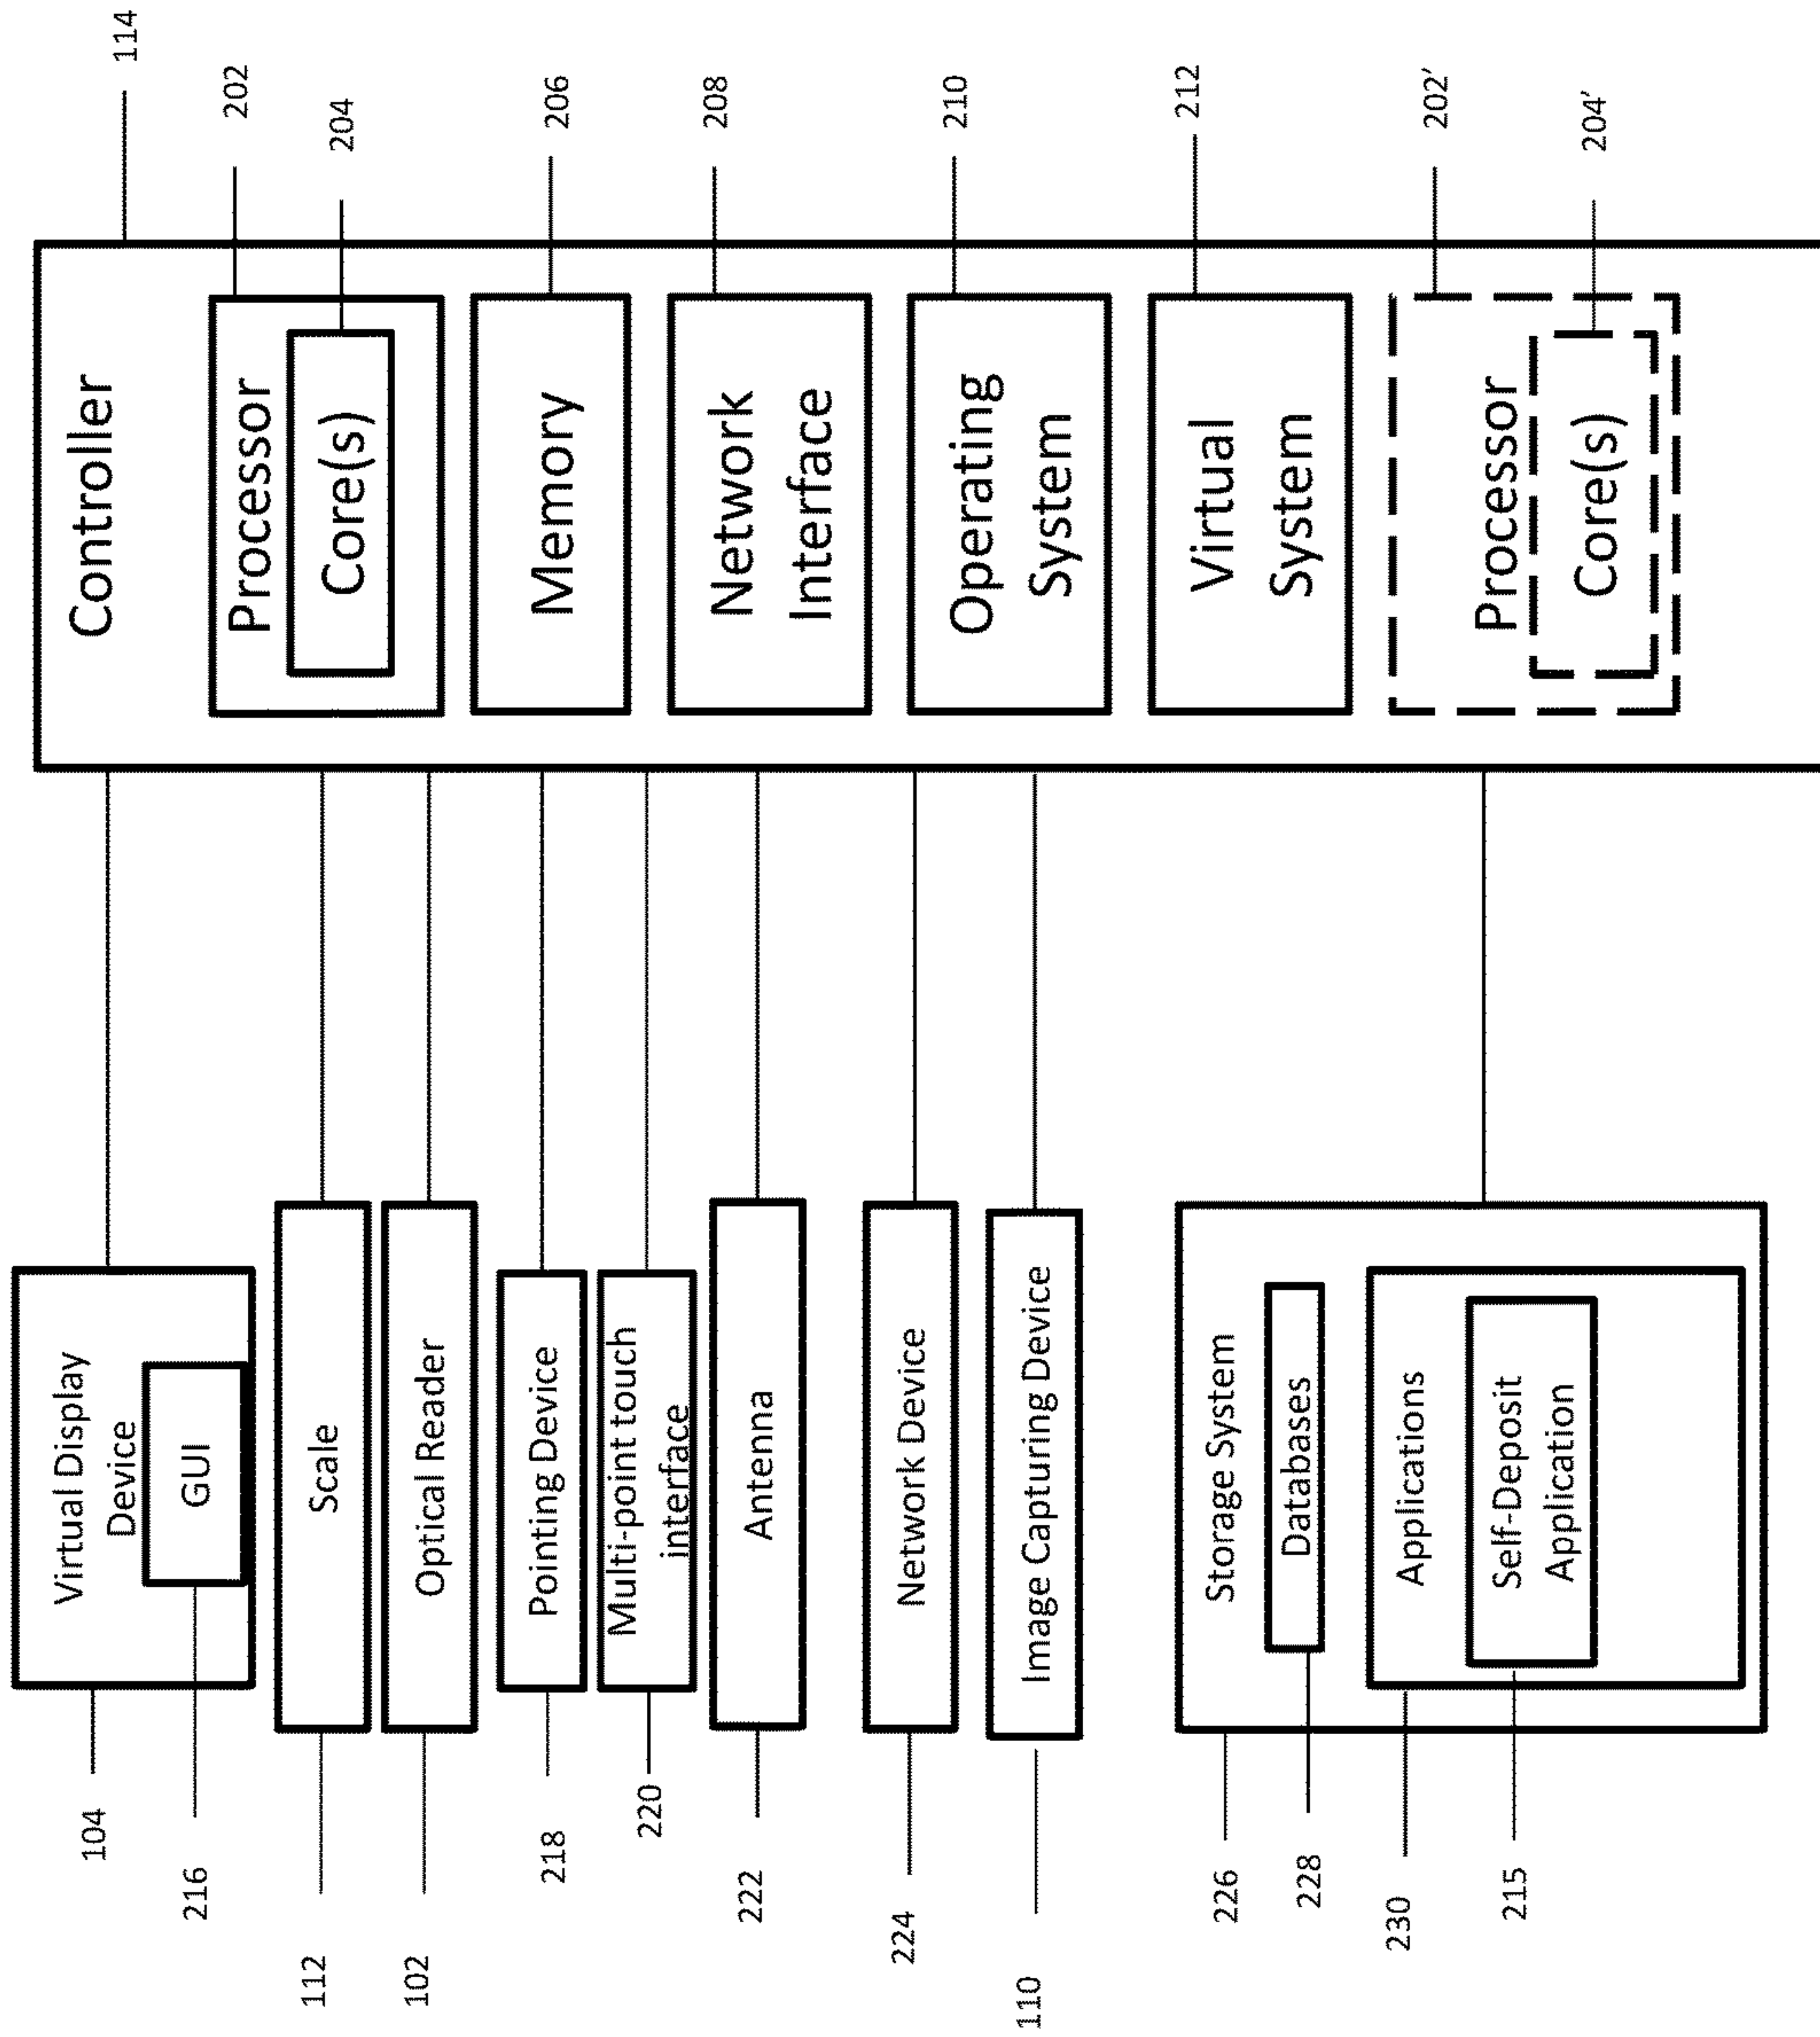 104
Virtual Display
Device
216
GUI
112
Scale
102
Optical Reader
218
Pointing Device
220
Multi-point touch
interface
222
Antenna
224
Network Device
110
Image Capturing Device
226
Storage System
228
Databases
230
Applications
215
Self-Deposit
Application
Controller
114
Processor
202
Core(s)
204
Memory
206
Network
Interface
208
Operating
System
210
Virtual
System
212
Processor
202'
Core(s)
204'